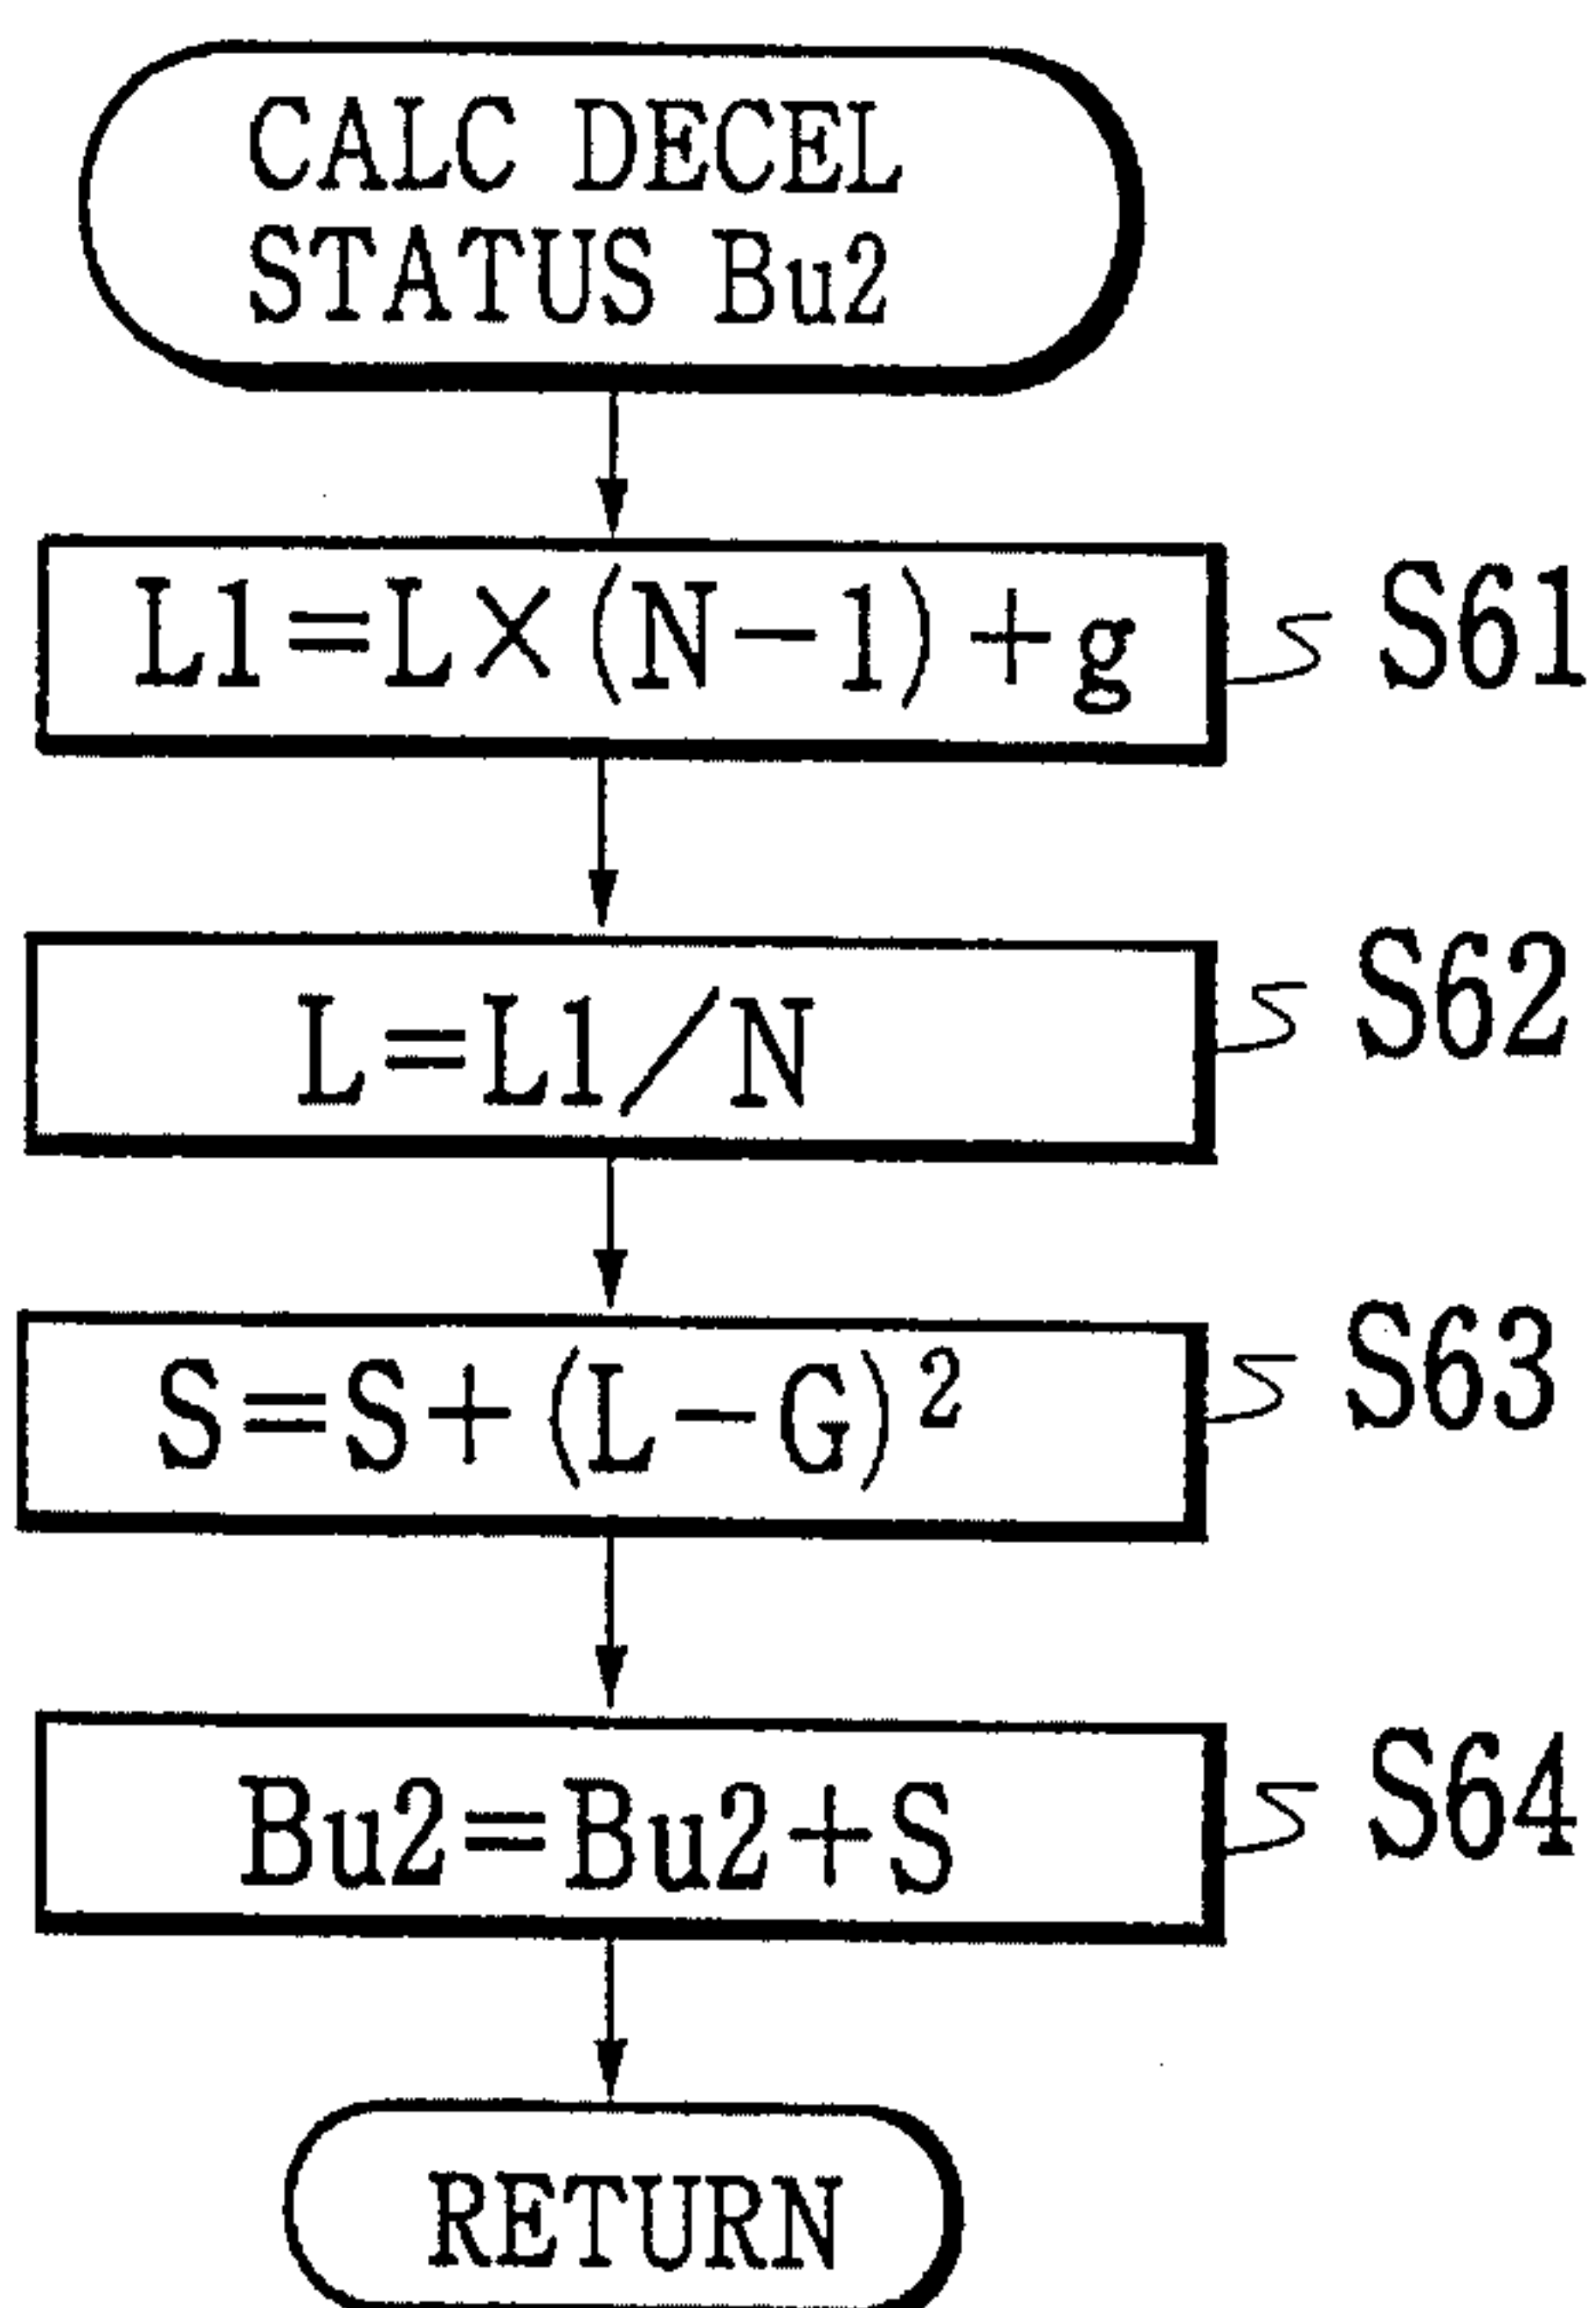 CALC DECEL
STATUS Bu2
L1=L×(N-1)+g
S61
L=L1/N
S62
S=S+(L-G)²
S63
Bu2=Bu2+S
S64
RETURN